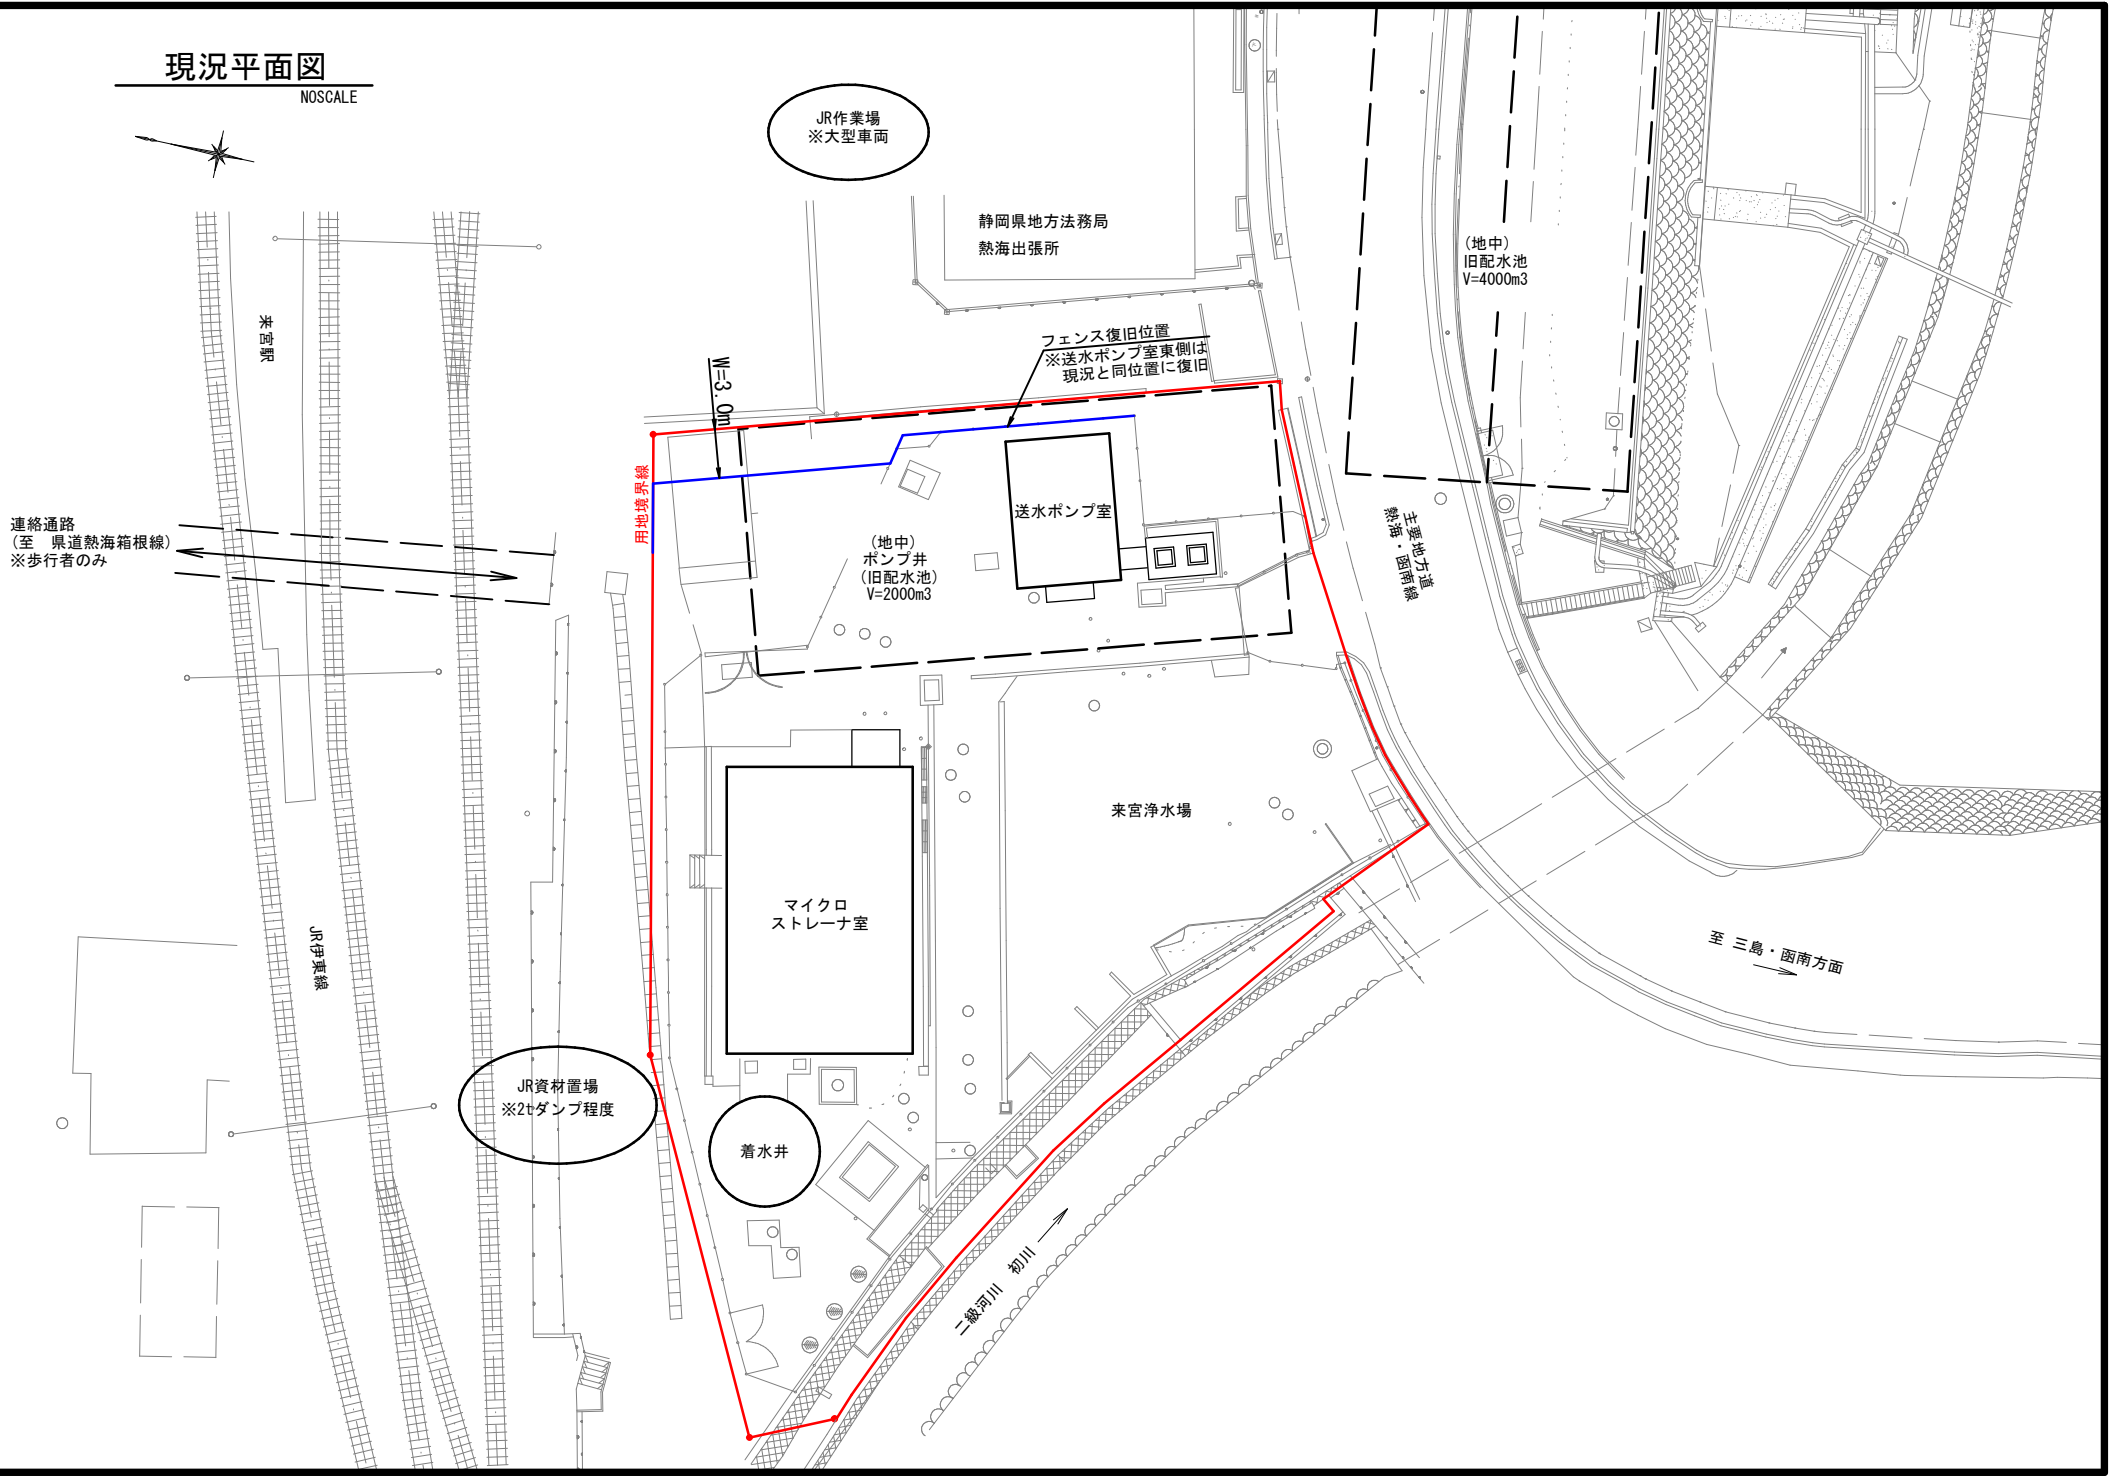 現況平面図
NOSCALE
JR作業場
※大型車両
静岡県地方法務局
熱海出張所
(地中)
旧配水池
V=4000m3
来宮駅
フェンス復旧位置
※送水ポンプ室東側は
現況と同位置に復旧
W=3.0m
用地境界線
連絡通路
(至　県道熱海箱根線)
※歩行者のみ
送水ポンプ室
(地中)
ポンプ井
(旧配水池)
V=2000m3
主要地方道
熱海・函南線
来宮浄水場
マイクロ
ストレーナ室
JR伊東線
至 三島・函南方面
JR資材置場
※2tダンプ程度
着水井
二級河川　初川